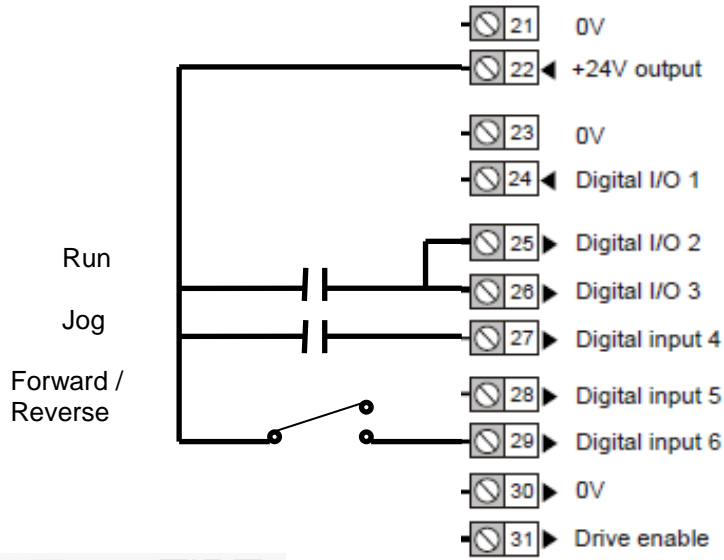 21 0V
22 +24V output
23 0V
24 Digital I/O 1
25 Digital I/O 2
Run
26 Digital I/O 3
Jog
27 Digital input 4
Forward /
Reverse
28 Digital input 5
29 Digital input 6
30 0V
31 Drive enable